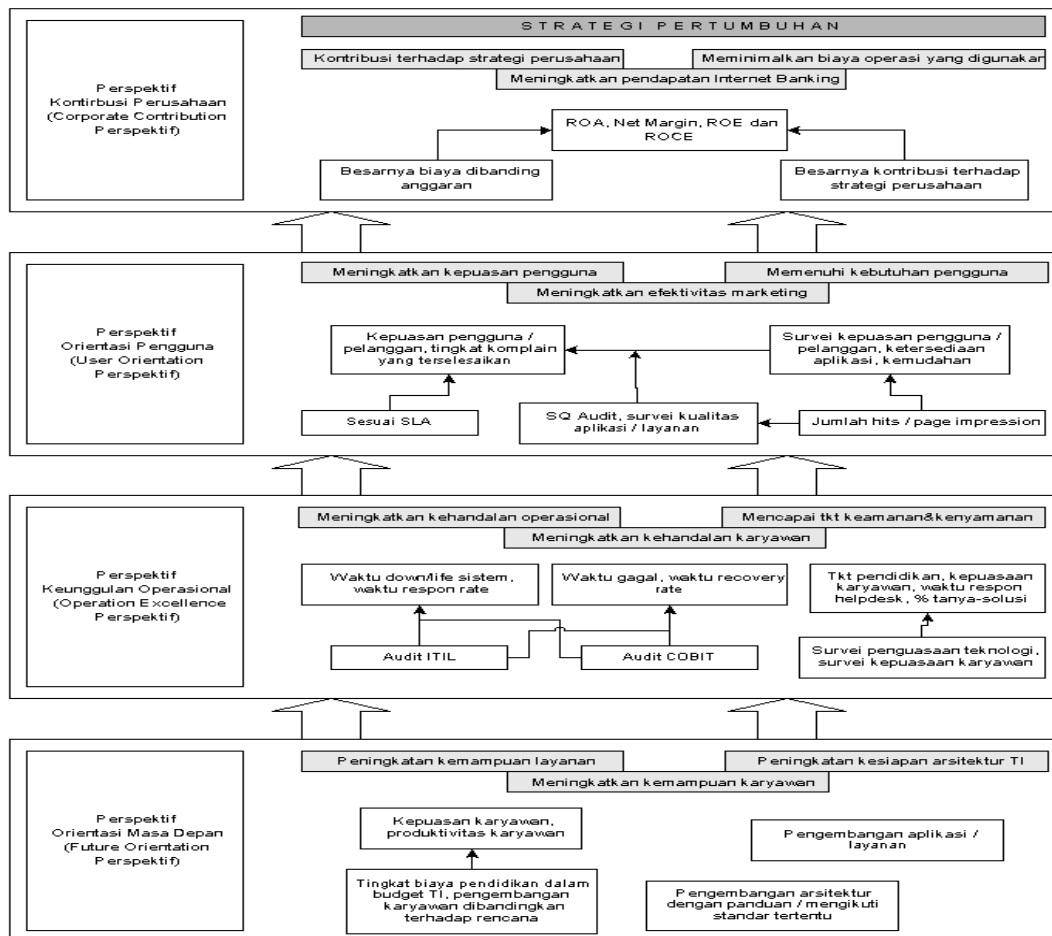 STRATEGI PERTUMBUHAN
Kontribusi terhadap strategi perusahaan
Meminimalkan biaya operasi yang digunakan
Meningkatkan pendapatan Internet Banking
Perspektif
Kontirbusi Perusahaan
(Corporate Contribution
Perspektif)
ROA, Net Margin, ROE dan
ROCE
Besarnya biaya dibanding
anggaran
Besarnya kontribusi terhadap
strategi perusahaan
Meningkatkan kepuasan pengguna
Memenuhi kebutuhan pengguna
Meningkatkan efektivitas marketing
Perspektif
Orientasi Pengguna
(User Orientation
Perspektif)
Kepuasan pengguna /
pelanggan, tingkat komplain
yang terselesaikan
Survei kepuasan pengguna /
pelanggan, ketersediaan
aplikasi, kemudahan
Sesuai SLA
SQ Audit, survei kualitas
aplikasi / layanan
Jumlah hits / page impression
Meningkatkan kehandalan operasional
Mencapai tkt keamanan&kenyamanan
Meningkatkan kehandalan karyawan
Perspektif
Keunggulan Operasional
(Operation Excellence
Perspektif)
Waktu down/life sistem,
waktu respon rate
Waktu gagal, waktu recovery
rate
Tkt pendidikan, kepuasaan
karyawan, waktu respon
helpdesk, % tanya-solusi
Audit ITIL
Audit COBIT
Survei penguasaan teknologi,
survei kepuasaan karyawan
Peningkatan kemampuan layanan
Peningkatan kesiapan arsitektur TI
Meningkatkan kemampuan karyawan
Perspektif
Orientasi Masa Depan
(Future Orientation
Perspektif)
Kepuasan karyawan,
produktivitas karyawan
Pengembangan aplikasi /
layanan
Tingkat biaya pendidikan dalam
budget TI, pengembangan
karyawan dibandingkan
terhadap rencana
Pengembangan arsitektur
dengan panduan / mengikuti
standar tertentu